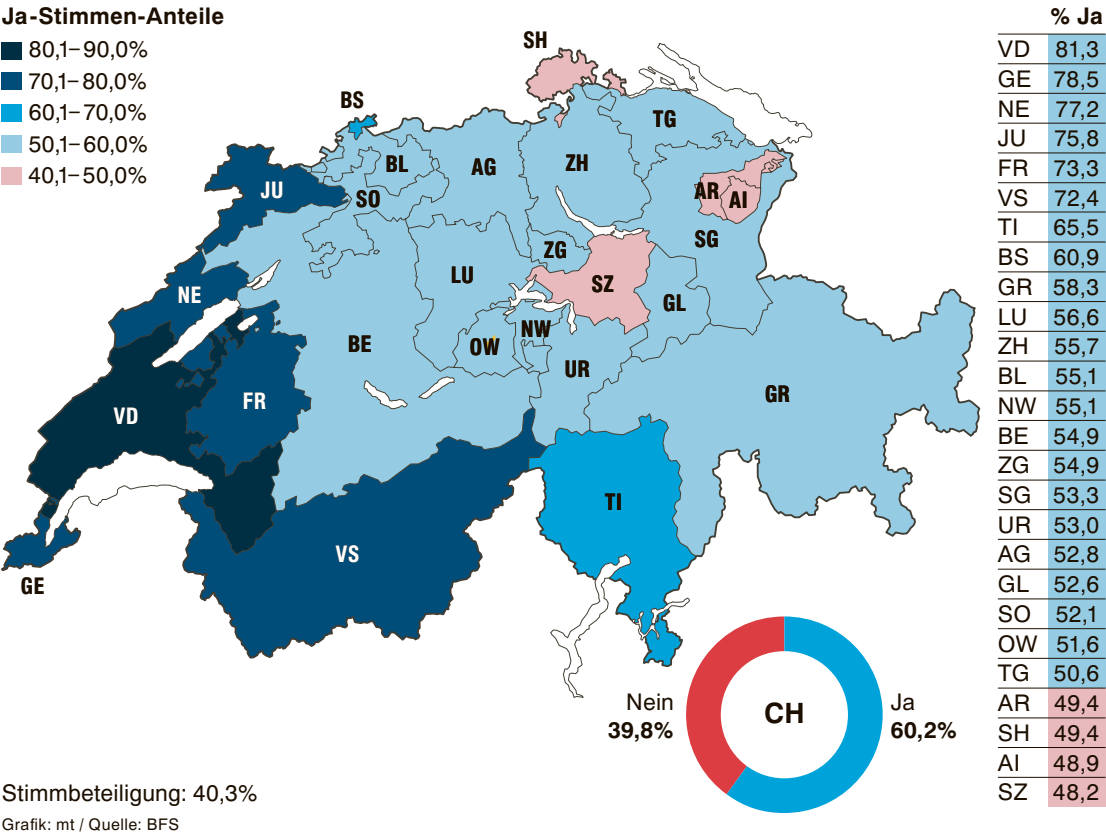 Ja-Stimmen-Anteile
80,1–90,0%
70,1–80,0%
60,1–70,0%
50,1–60,0%
40,1–50,0%
SH
BS
TG
BL
AG
ZH
JU
SO
AR
AI
SG
ZG
LU
SZ
NE
GL
NW
OW
BE
UR
GR
FR
VD
TI
VS
GE
Nein
39,8%
CH
Ja
60,2%
% Ja
VD 81,3
GE 78,5
NE 77,2
JU 75,8
FR 73,3
VS 72,4
TI 65,5
BS 60,9
GR 58,3
LU 56,6
ZH 55,7
BL 55,1
NW 55,1
BE 54,9
ZG 54,9
SG 53,3
UR 53,0
AG 52,8
GL 52,6
SO 52,1
OW 51,6
TG 50,6
AR 49,4
SH 49,4
AI 48,9
SZ 48,2
Stimmbeteiligung: 40,3%
Grafik: mt / Quelle: BFS